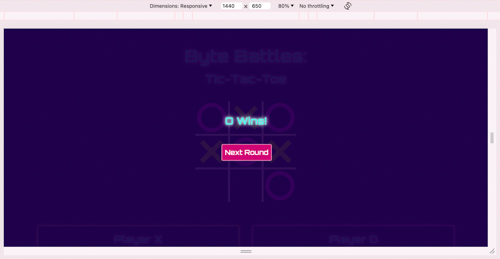 Dimensions: Responsive ▼ 1440 x 650 80% ▼ No throttling ▼
Byte Battles:
Tic-Tac-Toe
O Wins!
Next Round
Player X Player O